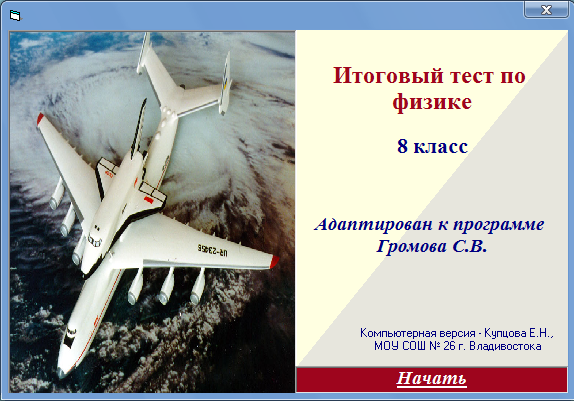 Итоговый тест по
физике
8 класс
Адаптирован к программе
Громова С.В.
Компьютерная версия - Купцова Е.Н.,
МОУ СОШ № 26 г. Владивостока
Начать